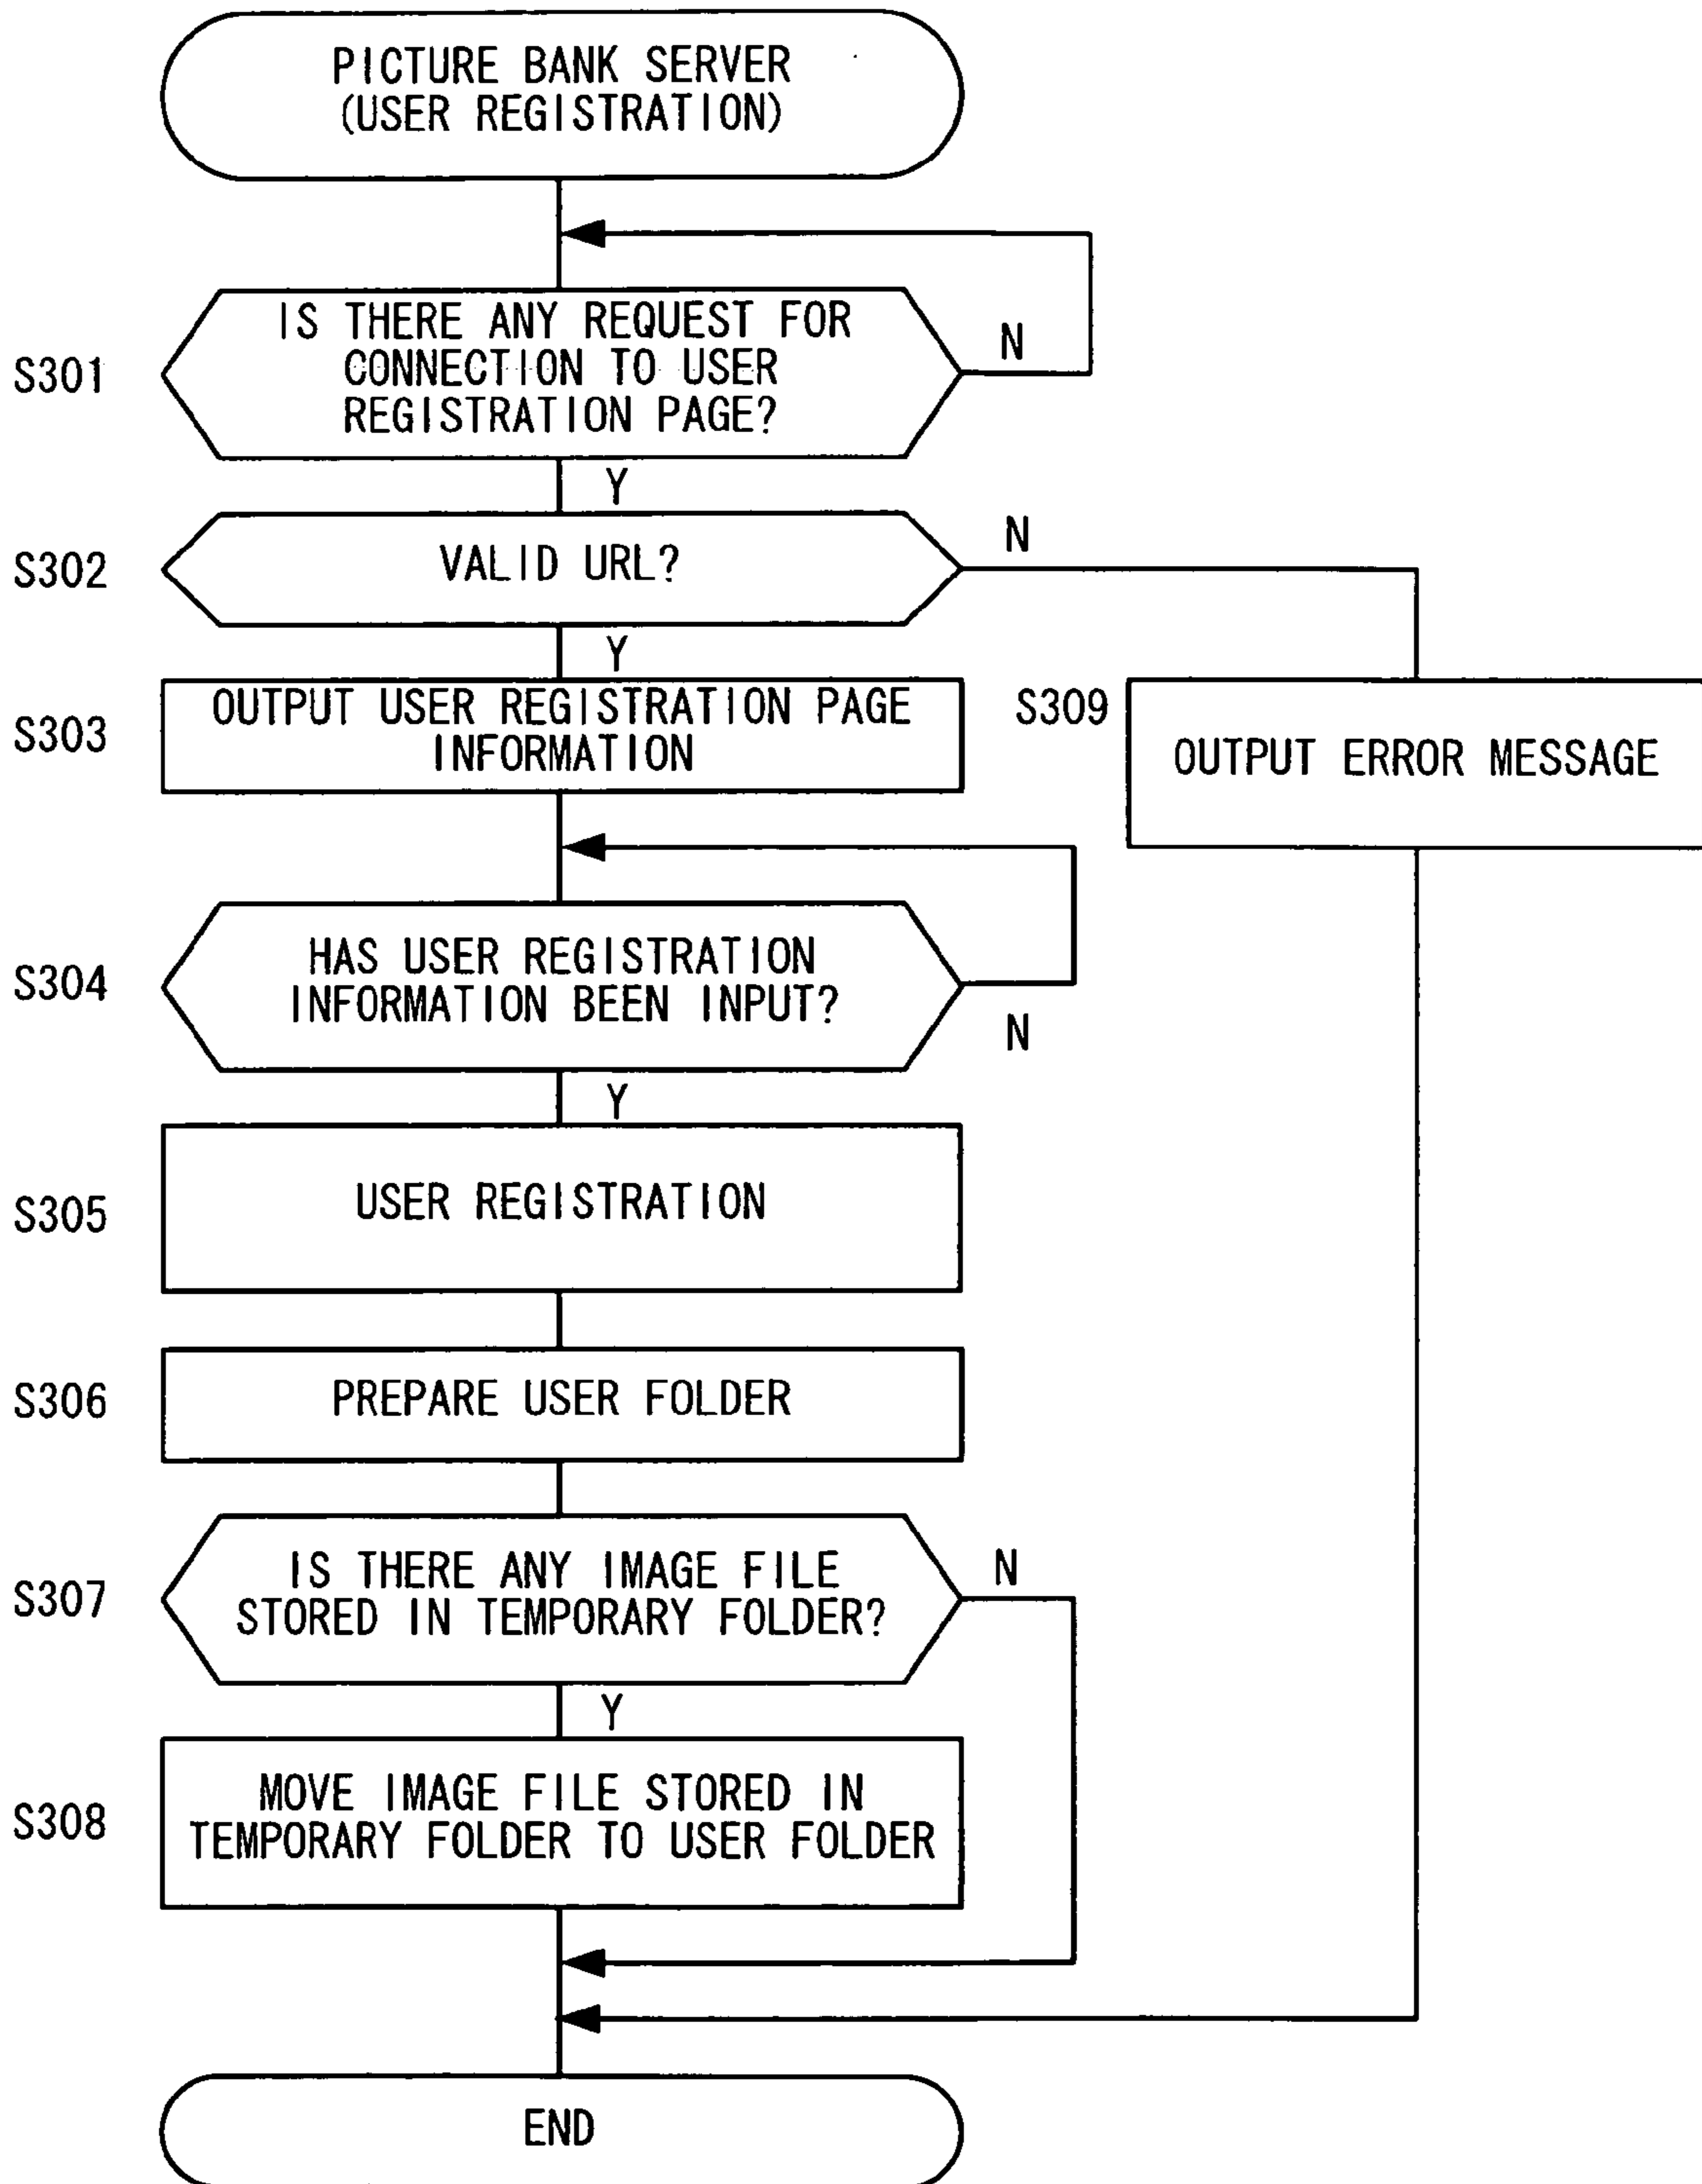 PICTURE BANK SERVER
(USER REGISTRATION)
S301
IS THERE ANY REQUEST FOR
CONNECTION TO USER
REGISTRATION PAGE?
N
Y
S302
VALID URL?
N
Y
S303
OUTPUT USER REGISTRATION PAGE
INFORMATION
S309
OUTPUT ERROR MESSAGE
S304
HAS USER REGISTRATION
INFORMATION BEEN INPUT?
N
Y
S305
USER REGISTRATION
S306
PREPARE USER FOLDER
S307
IS THERE ANY IMAGE FILE
STORED IN TEMPORARY FOLDER?
N
Y
S308
MOVE IMAGE FILE STORED IN
TEMPORARY FOLDER TO USER FOLDER
END